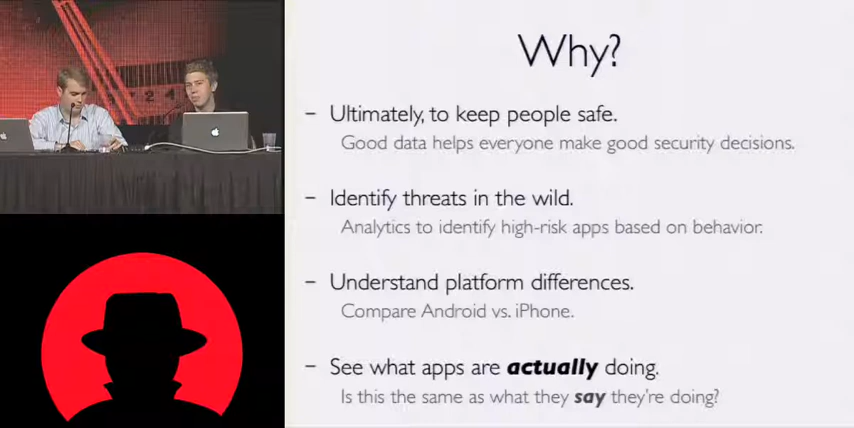 Why?
– Ultimately, to keep people safe.
Good data helps everyone make good security decisions.
– Identify threats in the wild.
Analytics to identify high-risk apps based on behavior.
– Understand platform differences.
Compare Android vs. iPhone.
– See what apps are actually doing.
Is this the same as what they say they're doing?